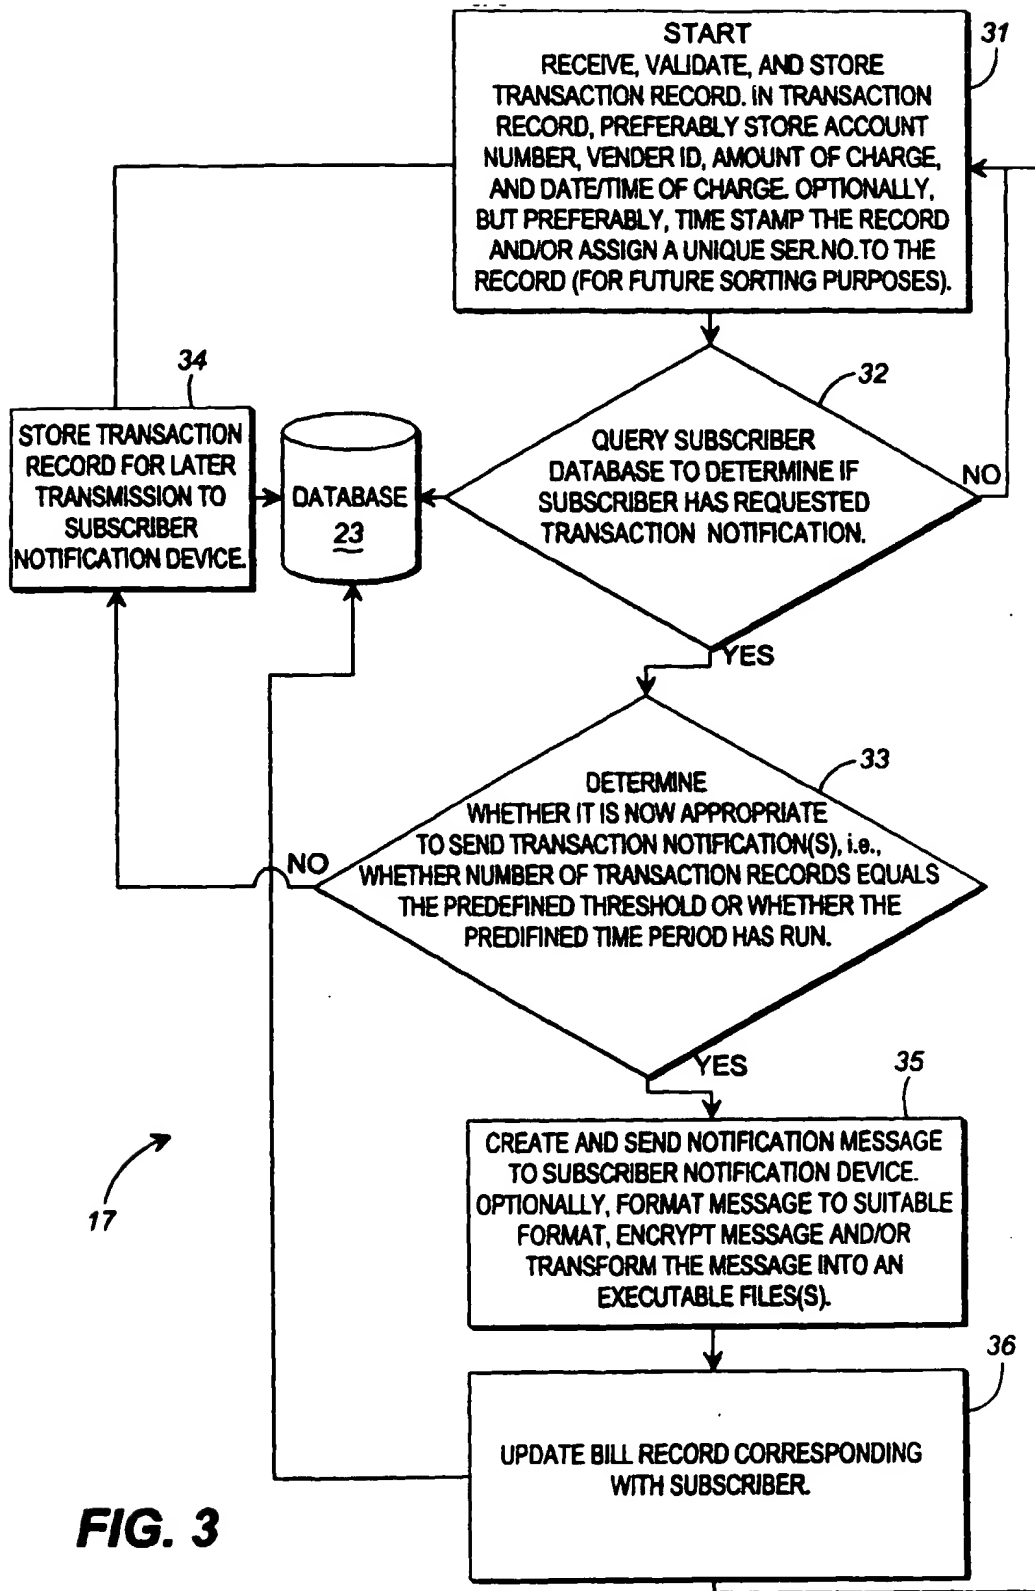 START
RECEIVE, VALIDATE, AND STORE
TRANSACTION RECORD. IN TRANSACTION
RECORD, PREFERABLY STORE ACCOUNT
NUMBER, VENDER ID, AMOUNT OF CHARGE,
AND DATE/TIME OF CHARGE. OPTIONALLY,
BUT PREFERABLY, TIME STAMP THE RECORD
AND/OR ASSIGN A UNIQUE SER.NO.TO THE
RECORD (FOR FUTURE SORTING PURPOSES).
31
32
QUERY SUBSCRIBER
DATABASE TO DETERMINE IF
SUBSCRIBER HAS REQUESTED
TRANSACTION NOTIFICATION.
NO
YES
34
STORE TRANSACTION
RECORD FOR LATER
TRANSMISSION TO
SUBSCRIBER
NOTIFICATION DEVICE.
DATABASE
23
33
DETERMINE
WHETHER IT IS NOW APPROPRIATE
TO SEND TRANSACTION NOTIFICATION(S), i.e.,
WHETHER NUMBER OF TRANSACTION RECORDS EQUALS
THE PREDEFINED THRESHOLD OR WHETHER THE
PREDIFINED TIME PERIOD HAS RUN.
NO
YES
35
CREATE AND SEND NOTIFICATION MESSAGE
TO SUBSCRIBER NOTIFICATION DEVICE.
OPTIONALLY, FORMAT MESSAGE TO SUITABLE
FORMAT, ENCRYPT MESSAGE AND/OR
TRANSFORM THE MESSAGE INTO AN
EXECUTABLE FILES(S).
17
36
UPDATE BILL RECORD CORRESPONDING
WITH SUBSCRIBER.
FIG. 3